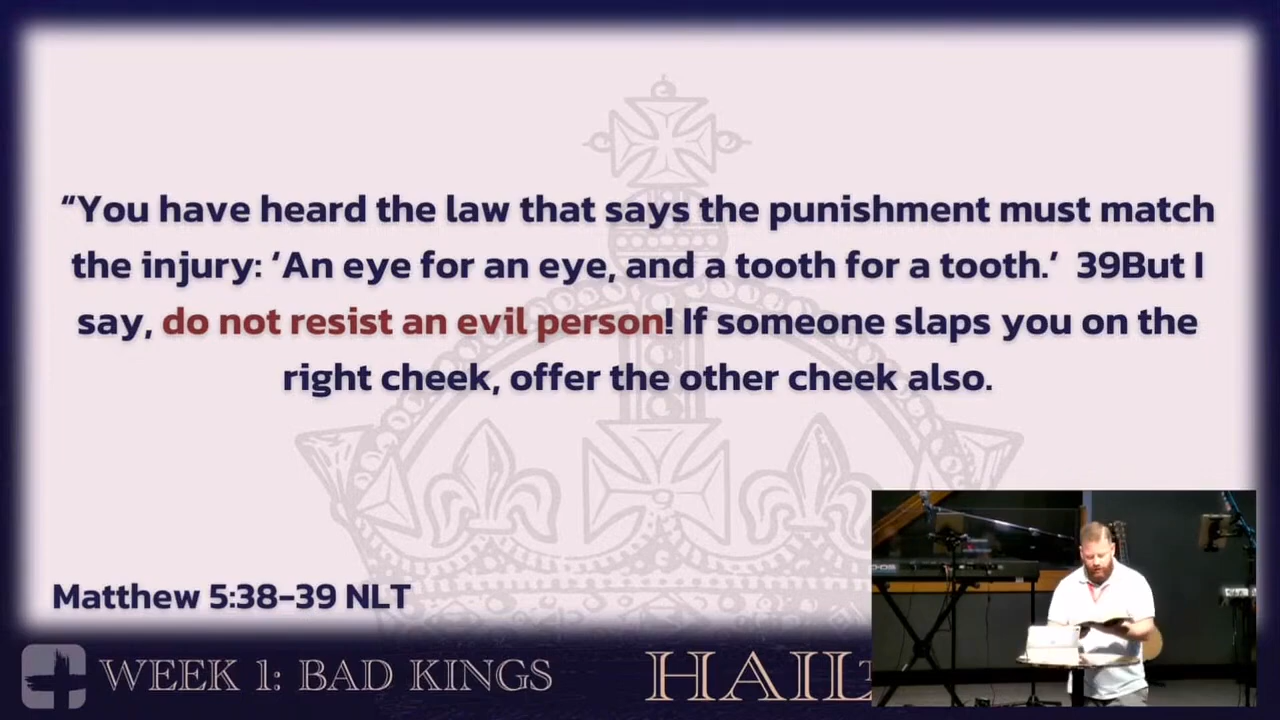 “You have heard the law that says the punishment must match
the injury: ‘An eye for an eye, and a tooth for a tooth.’ 39But I
say, do not resist an evil person! If someone slaps you on the
right cheek, offer the other cheek also.
Matthew 5:38-39 NLT
WEEK 1: BAD KINGS
HAIL